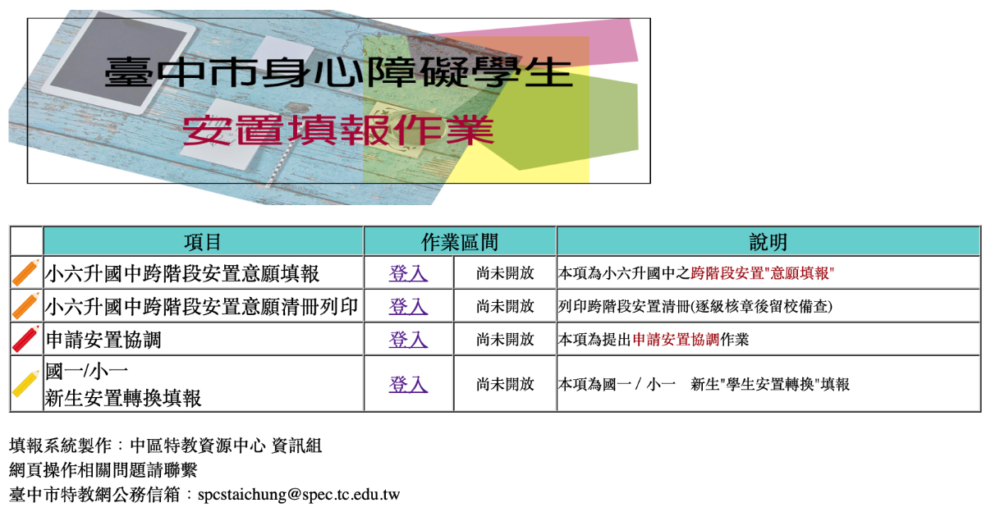 臺中市身心障礙學生
安置填報作業
項目 作業區間 說明
小六升國中跨階段安置意願填報 登入 尚未開放 本項為小六升國中之跨階段安置"意願填報"
小六升國中跨階段安置意願清冊列印 登入 尚未開放 列印跨階段安置清冊(逐級核章後留校備查)
申請安置協調 登入 尚未開放 本項為提出申請安置協調作業
國一/小一
新生安置轉換填報 登入 尚未開放 本項為國一 / 小一　新生"學生安置轉換"填報
填報系統製作：中區特教資源中心 資訊組
網頁操作相關問題請聯繫
臺中市特教網公務信箱：spcstaichung@spec.tc.edu.tw